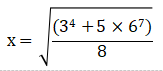 x = √((3⁴ + 5 × 6⁷) / 8)